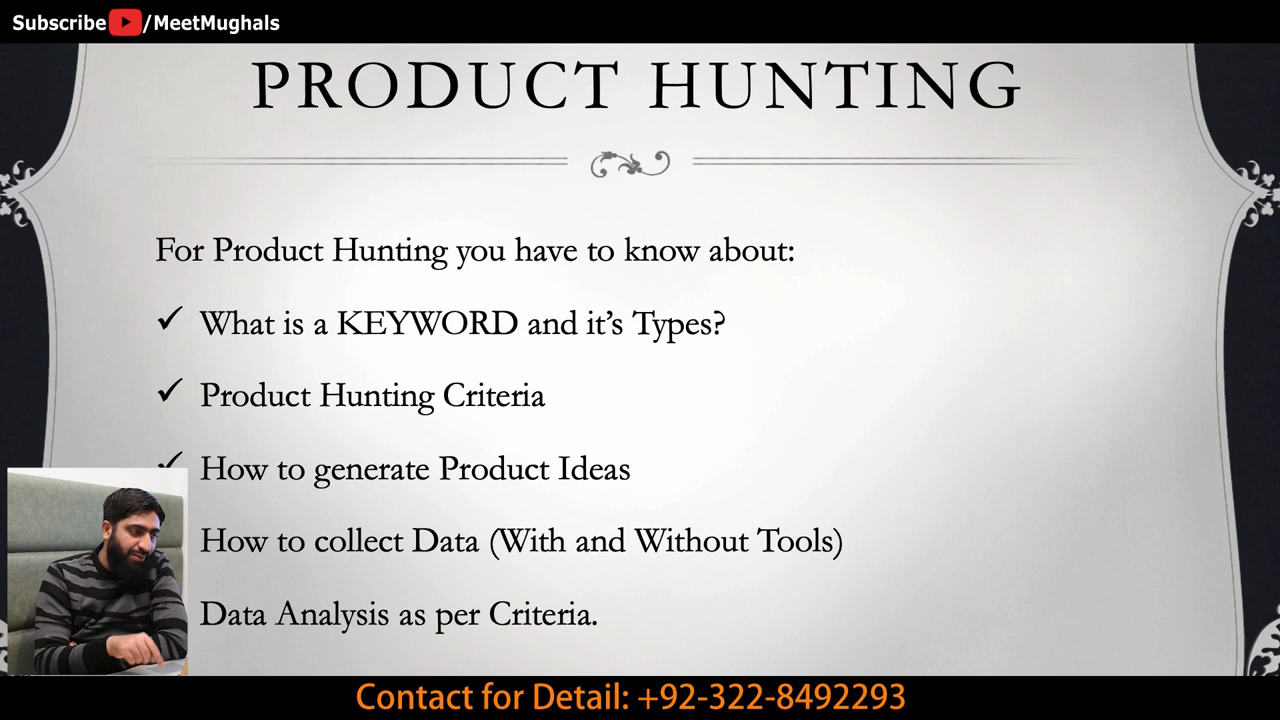 Subscribe /MeetMughals
PRODUCT HUNTING
For Product Hunting you have to know about:
✓ What is a KEYWORD and it’s Types?
✓ Product Hunting Criteria
✓ How to generate Product Ideas
How to collect Data (With and Without Tools)
Data Analysis as per Criteria.
Contact for Detail: +92-322-8492293